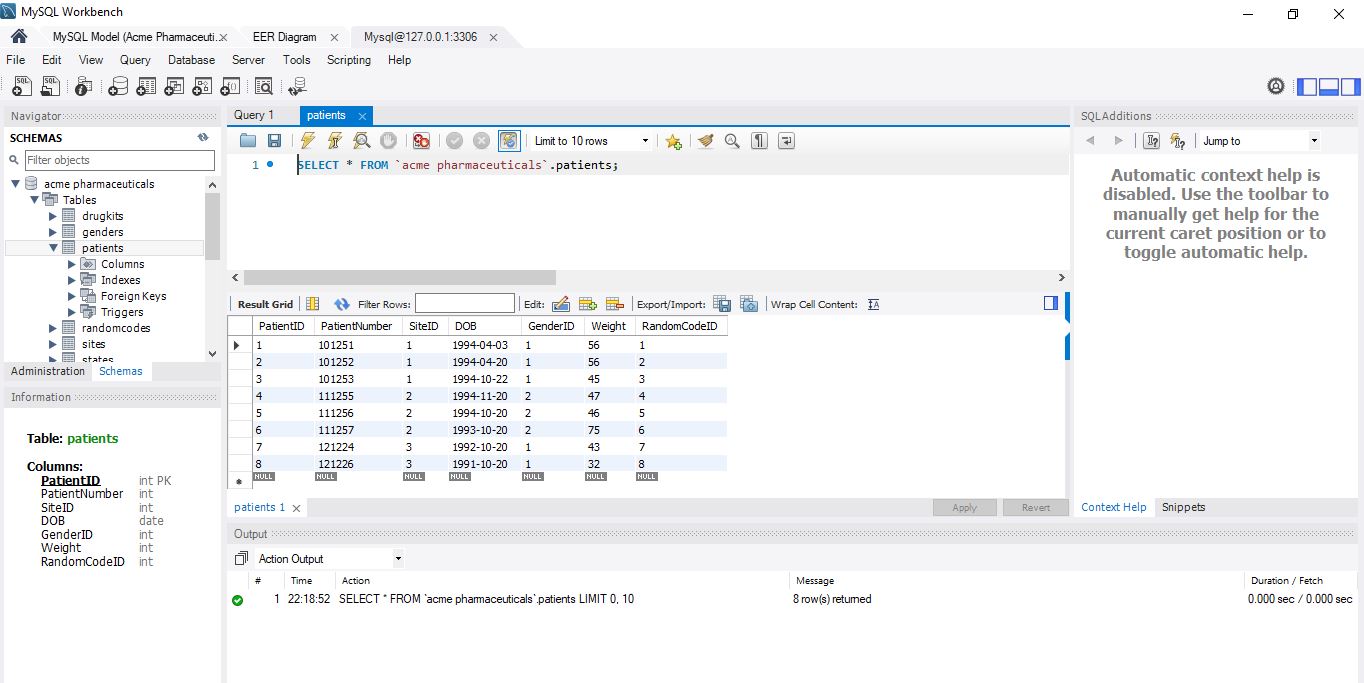 MySQL Workbench
MySQL Model (Acme Pharmaceuti... EER Diagram Mysql@127.0.0.1:3306
File Edit View Query Database Server Tools Scripting Help
Navigator
SCHEMAS
Filter objects
acme pharmaceuticals
Tables
drugkits
genders
patients
Columns
Indexes
Foreign Keys
Triggers
randomcodes
sites
states
Administration Schemas
Information
Table: patients
Columns:
PatientID int PK
PatientNumber int
SiteID int
DOB date
GenderID int
Weight int
RandomCodeID int
Query 1 patients
Limit to 10 rows
1 SELECT * FROM `acme pharmaceuticals`.patients;
Result Grid Filter Rows: Edit: Export/Import: Wrap Cell Content:
PatientID PatientNumber SiteID DOB GenderID Weight RandomCodeID
1 101251 1 1994-04-03 1 56 1
2 101252 1 1994-04-20 1 56 2
3 101253 1 1994-10-22 1 45 3
4 111255 2 1994-11-20 2 47 4
5 111256 2 1994-10-20 2 46 5
6 111257 2 1993-10-20 2 75 6
7 121224 3 1992-10-20 1 43 7
8 121226 3 1991-10-20 1 32 8
NULL NULL NULL NULL NULL NULL NULL
patients 1 Apply Revert
SQLAdditions
Jump to
Automatic context help is
disabled. Use the toolbar to
manually get help for the
current caret position or to
toggle automatic help.
Context Help Snippets
Output
Action Output
# Time Action Message Duration / Fetch
1 22:18:52 SELECT * FROM `acme pharmaceuticals`.patients LIMIT 0, 10 8 row(s) returned 0.000 sec / 0.000 sec